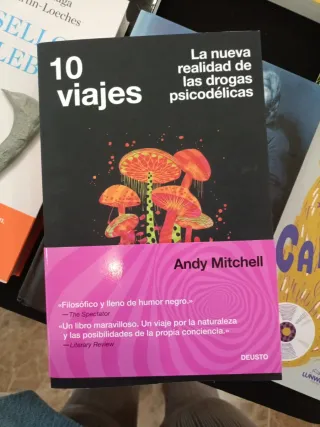 10
viajes
La nueva
realidad de
las drogas
psicodélicas
Andy Mitchell
«Filosófico y lleno de humor negro.»
—The Spectator
«Un libro maravilloso. Un viaje por la naturaleza
y las posibilidades de la propia conciencia.»
—Literary Review
DEUSTO